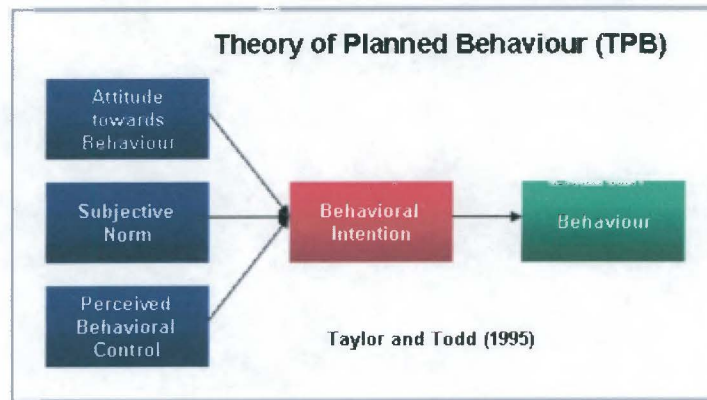 Theory of Planned Behaviour (TPB)
Attitude
towards
Behaviour
Subjective
Norm
Perceived
Behavioral
Control
Behavioral
Intention
Behaviour
Taylor and Todd (1995)